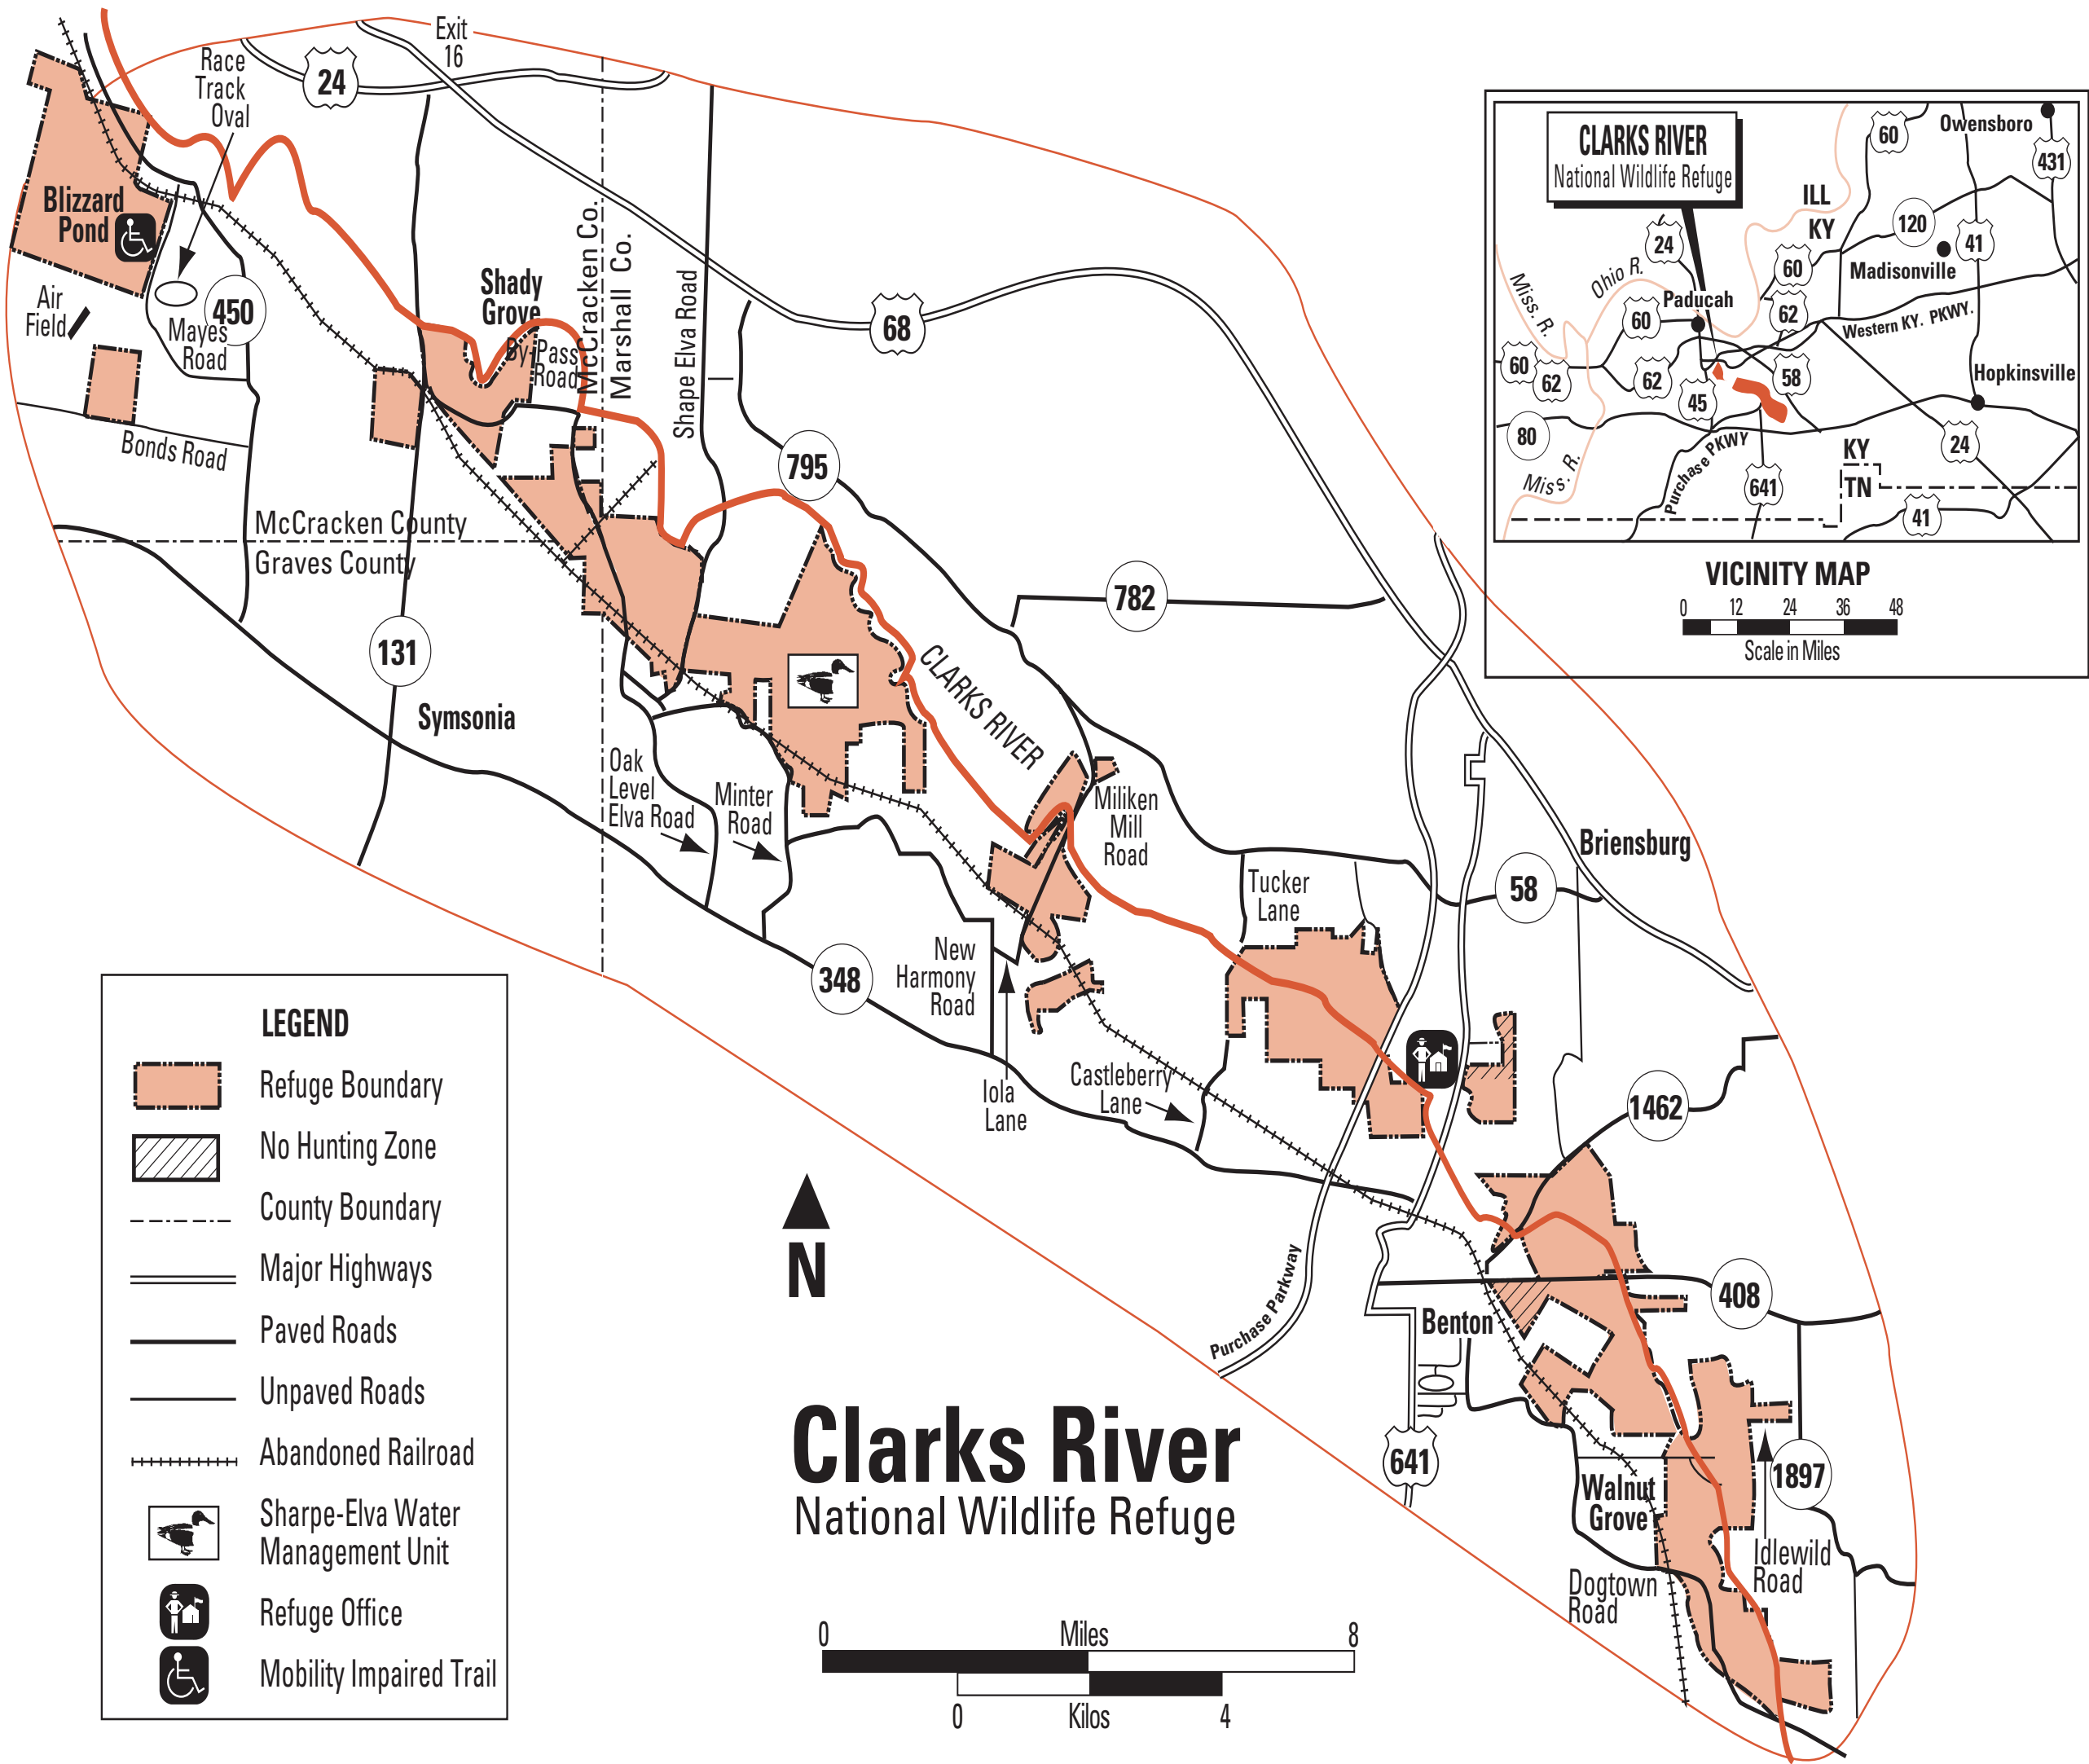 Exit
16
Race
Track
Oval
24
Blizzard
Pond
Air
Field
450
Mayes
Road
Bonds Road
Shady
Grove
By-Pass
Road
McCracken Co.
Marshall Co.
Shape Elva Road
68
795
McCracken County
Graves County
131
Symsonia
782
CLARKS RIVER
Oak
Level
Elva Road
Minter
Road
Miliken
Mill
Road
Briensburg
58
Tucker
Lane
348
New
Harmony
Road
Iola
Lane
Castleberry
Lane
1462
N
Purchase Parkway
Benton
408
641
1897
Walnut
Grove
Idlewild
Road
Dogtown
Road
CLARKS RIVER
National Wildlife Refuge
60
Owensboro
431
ILL
KY
120
41
24
60
Madisonville
Miss. R.
Ohio R.
Paducah
60
62
Western KY. PKWY.
60
62
62
58
Hopkinsville
45
80
Purchase PKWY
KY
24
Miss. R.
641
TN
41
VICINITY MAP
0 12 24 36 48
Scale in Miles
LEGEND
Refuge Boundary
No Hunting Zone
County Boundary
Major Highways
Paved Roads
Unpaved Roads
Abandoned Railroad
Sharpe-Elva Water
Management Unit
Refuge Office
Mobility Impaired Trail
Clarks River
National Wildlife Refuge
0 Miles 8
0 Kilos 4